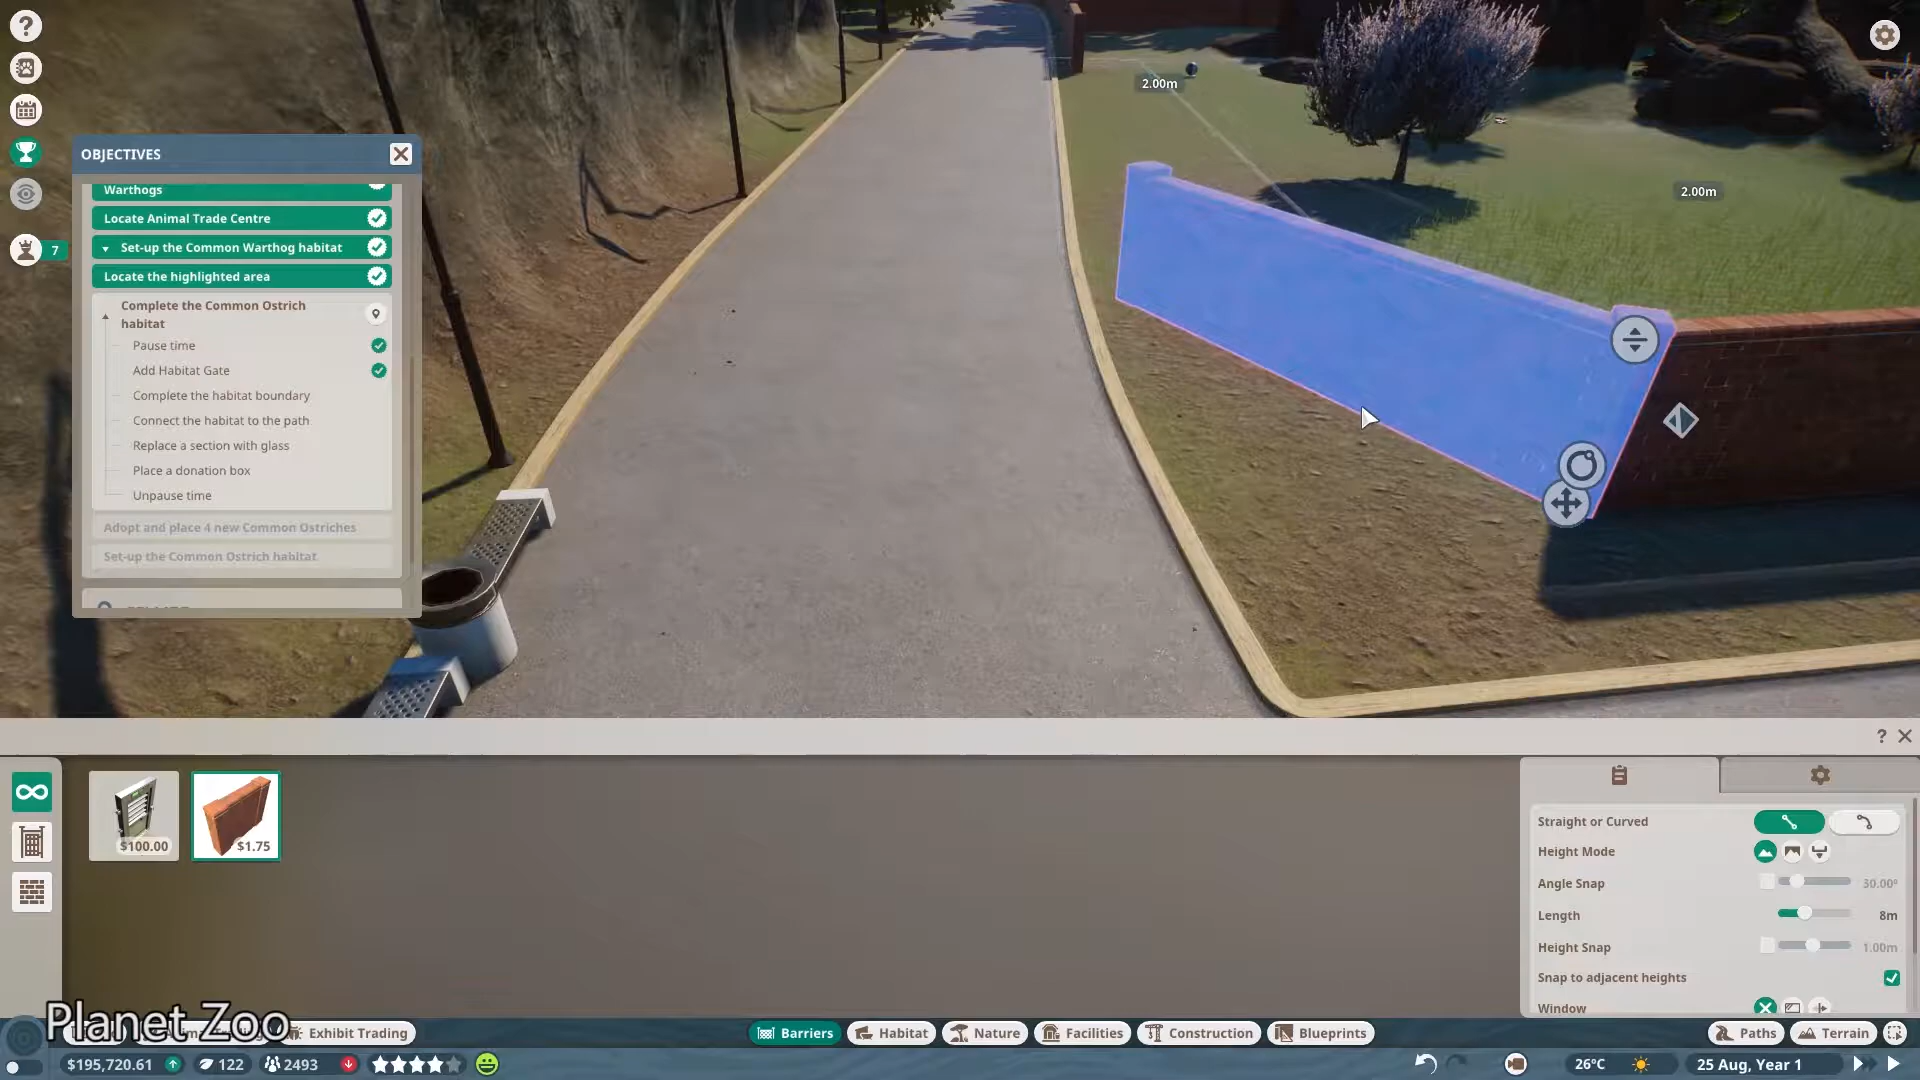 2.00m
2.00m
OBJECTIVES
Warthogs
Locate Animal Trade Centre
Set-up the Common Warthog habitat
7
Locate the highlighted area
Complete the Common Ostrich
habitat
Pause time
Add Habitat Gate
Complete the habitat boundary
Connect the habitat to the path
Replace a section with glass
Place a donation box
Unpause time
Adopt and place 4 new Common Ostriches
Set-up the Common Ostrich habitat
?
$100.00
$1.75
Straight or Curved
Height Mode
Angle Snap
30.00°
Length
8m
Height Snap
1.00m
Snap to adjacent heights
Window
Planet Zoo
Exhibit Trading
Barriers
Habitat
Nature
Facilities
Construction
Blueprints
Paths
Terrain
$195,720.61
122
2493
26°C
25 Aug, Year 1